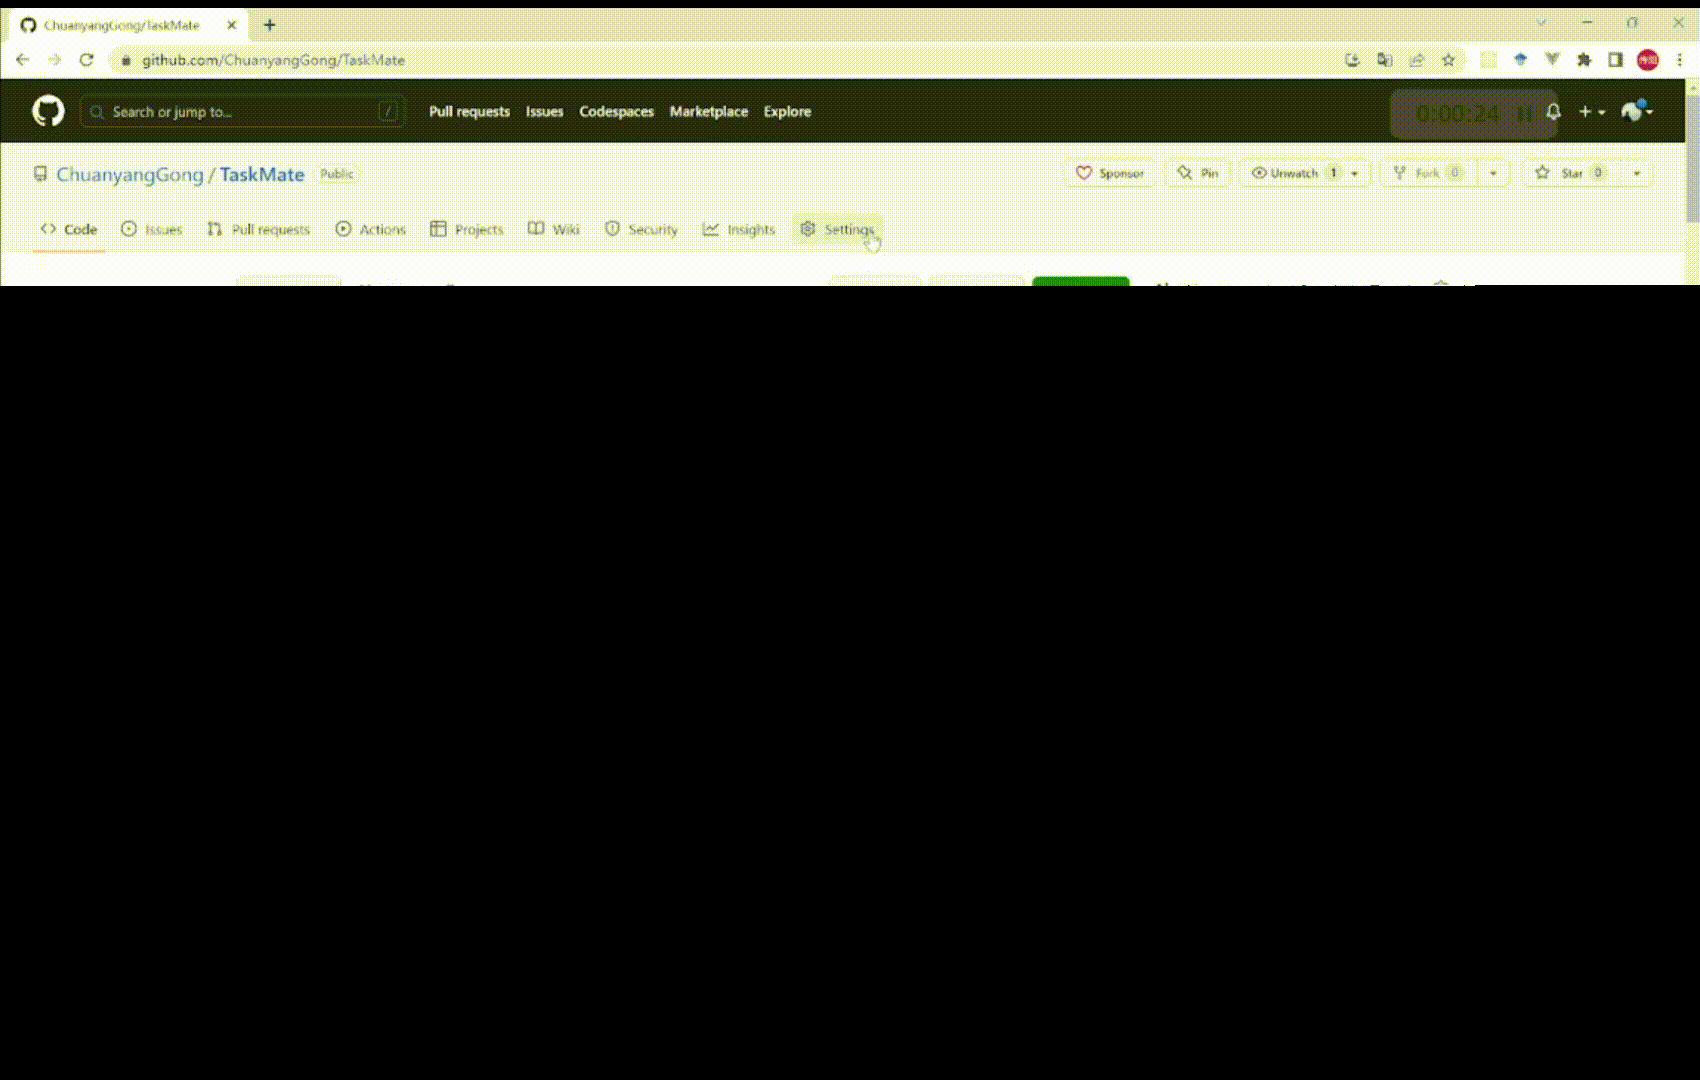 ChuanyangGong/TaskMate
github.com/ChuanyangGong/TaskMate
Search or jump to... / Pull requests Issues Codespaces Marketplace Explore 0:00:24
ChuanyangGong / TaskMate Public Sponsor Pin Unwatch 1 Fork 0 Star 0
Code Issues Pull requests Actions Projects Wiki Security Insights Settings